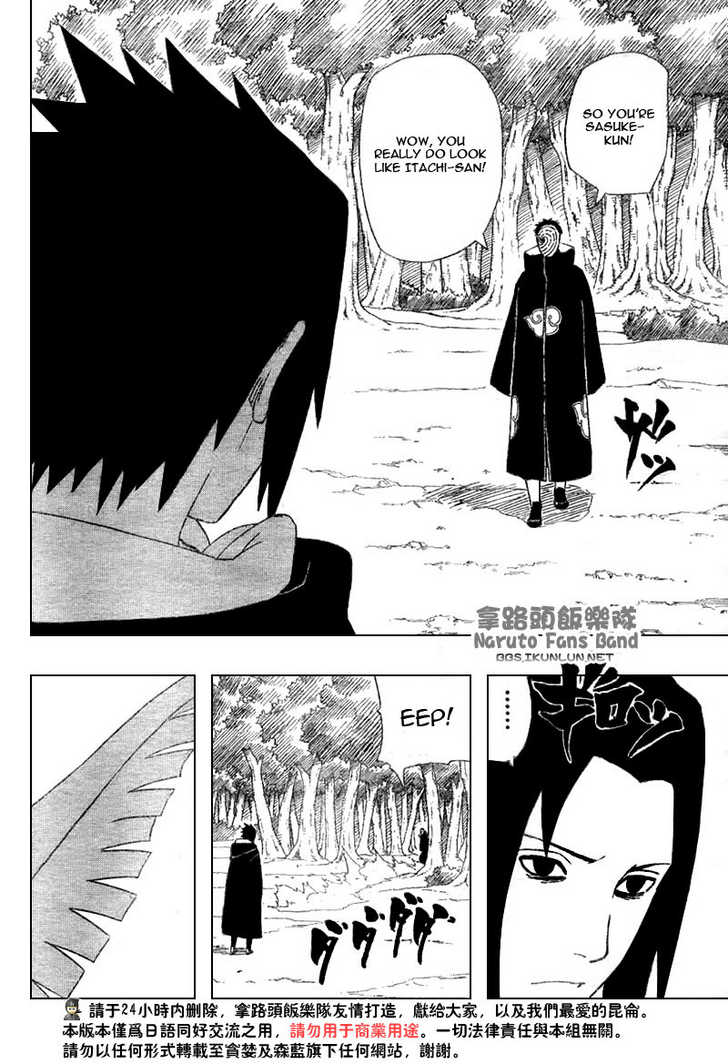 SO YOU'RE
SASUKE-
KUN!
WOW, YOU
REALLY DO LOOK
LIKE ITACHI-SAN!
ザッ
拿路頭飯樂隊
Naruto Fans Band
GGS.IKUNLUN.NET
ギロッ
......
EEP!
ダダダダ
請于24小時內刪除，拿路頭飯樂隊友情打造，獻給大家，以及我們最愛的昆侖。
本版本僅爲日語同好交流之用，請勿用于商業用途。一切法律責任與本組無關。
請勿以任何形式轉載至貪婪及森藍旗下任何網站，謝謝。